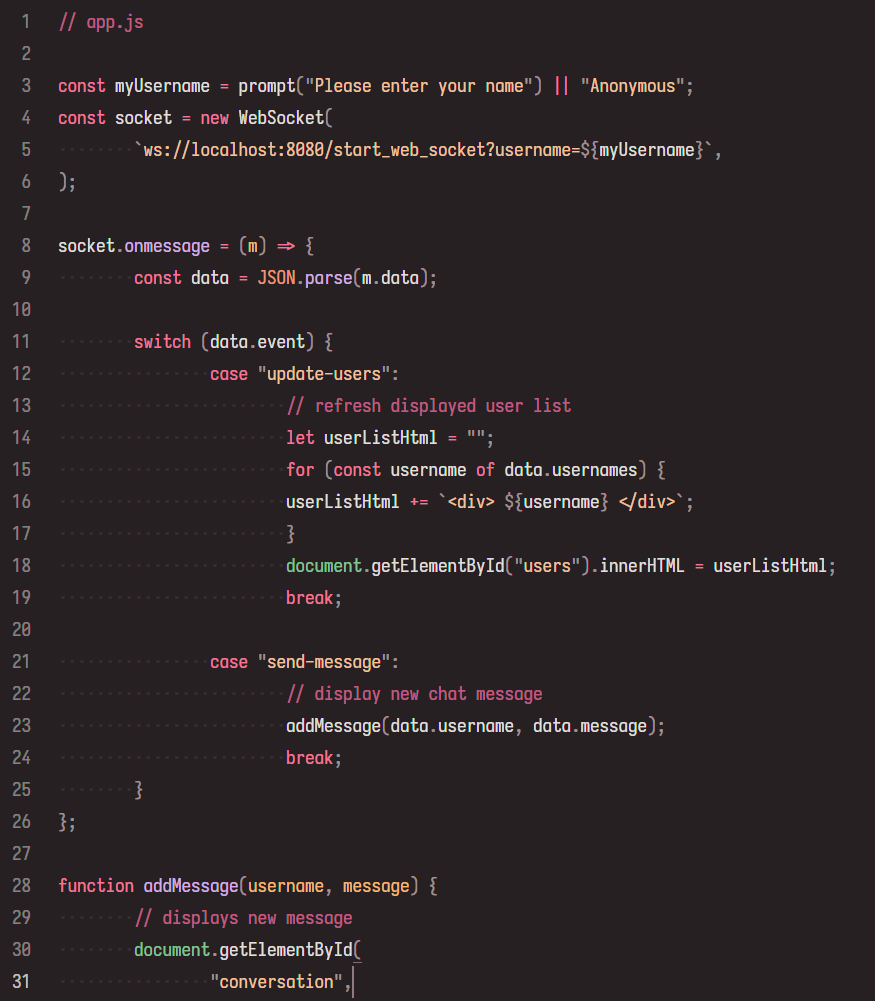 1 // app.js
2
3 const myUsername = prompt("Please enter your name") || "Anonymous";
4 const socket = new WebSocket(
5         `ws://localhost:8080/start_web_socket?username=${myUsername}`,
6 );
7
8 socket.onmessage = (m) => {
9         const data = JSON.parse(m.data);
10
11         switch (data.event) {
12                 case "update-users":
13                         // refresh displayed user list
14                         let userListHtml = "";
15                         for (const username of data.usernames) {
16                         userListHtml += `<div> ${username} </div>`;
17                         }
18                         document.getElementById("users").innerHTML = userListHtml;
19                         break;
20
21                 case "send-message":
22                         // display new chat message
23                         addMessage(data.username, data.message);
24                         break;
25         }
26 };
27
28 function addMessage(username, message) {
29         // displays new message
30         document.getElementById(
31                 "conversation",